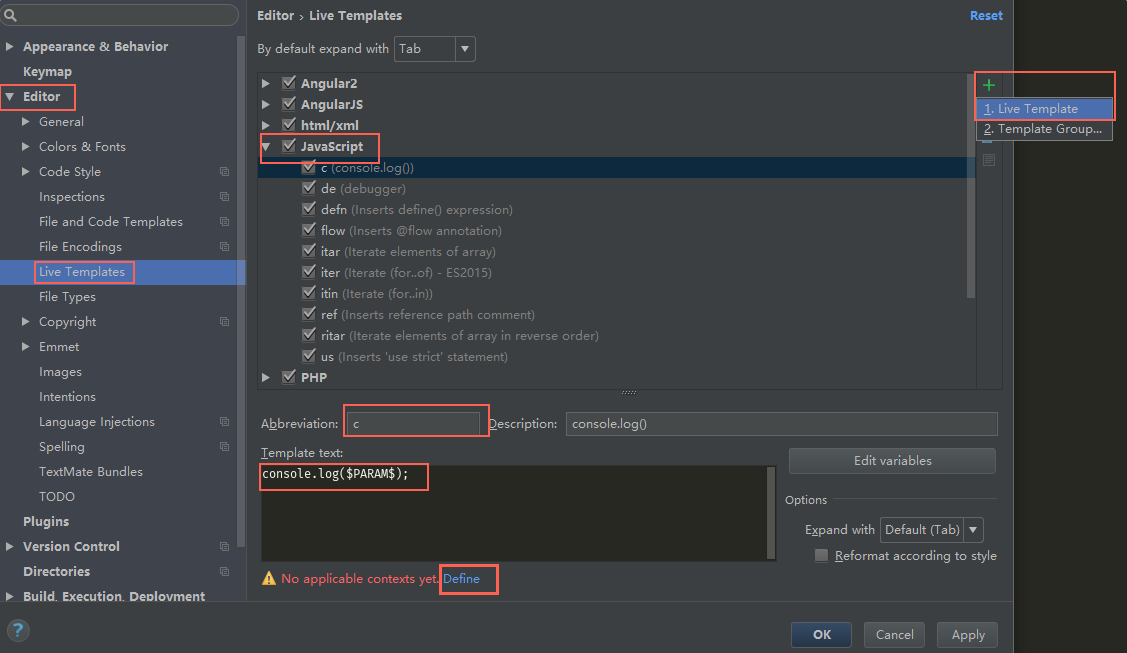 Appearance & Behavior
Keymap
Editor
General
Colors & Fonts
Code Style
Inspections
File and Code Templates
File Encodings
Live Templates
File Types
Copyright
Emmet
Images
Intentions
Language Injections
Spelling
TextMate Bundles
TODO
Plugins
Version Control
Directories
Build, Execution, Deployment
?
Editor › Live Templates
Reset
By default expand with Tab
Angular2
AngularJS
html/xml
JavaScript
c (console.log())
de (debugger)
defn (Inserts define() expression)
flow (Inserts @flow annotation)
itar (Iterate elements of array)
iter (Iterate (for..of) - ES2015)
itin (Iterate (for..in))
ref (Inserts reference path comment)
ritar (Iterate elements of array in reverse order)
us (Inserts 'use strict' statement)
PHP
1. Live Template
2. Template Group...
Abbreviation: c Description: console.log()
Template text:
console.log($PARAM$);
Edit variables
Options
Expand with Default (Tab)
Reformat according to style
No applicable contexts yet. Define
OK Cancel Apply